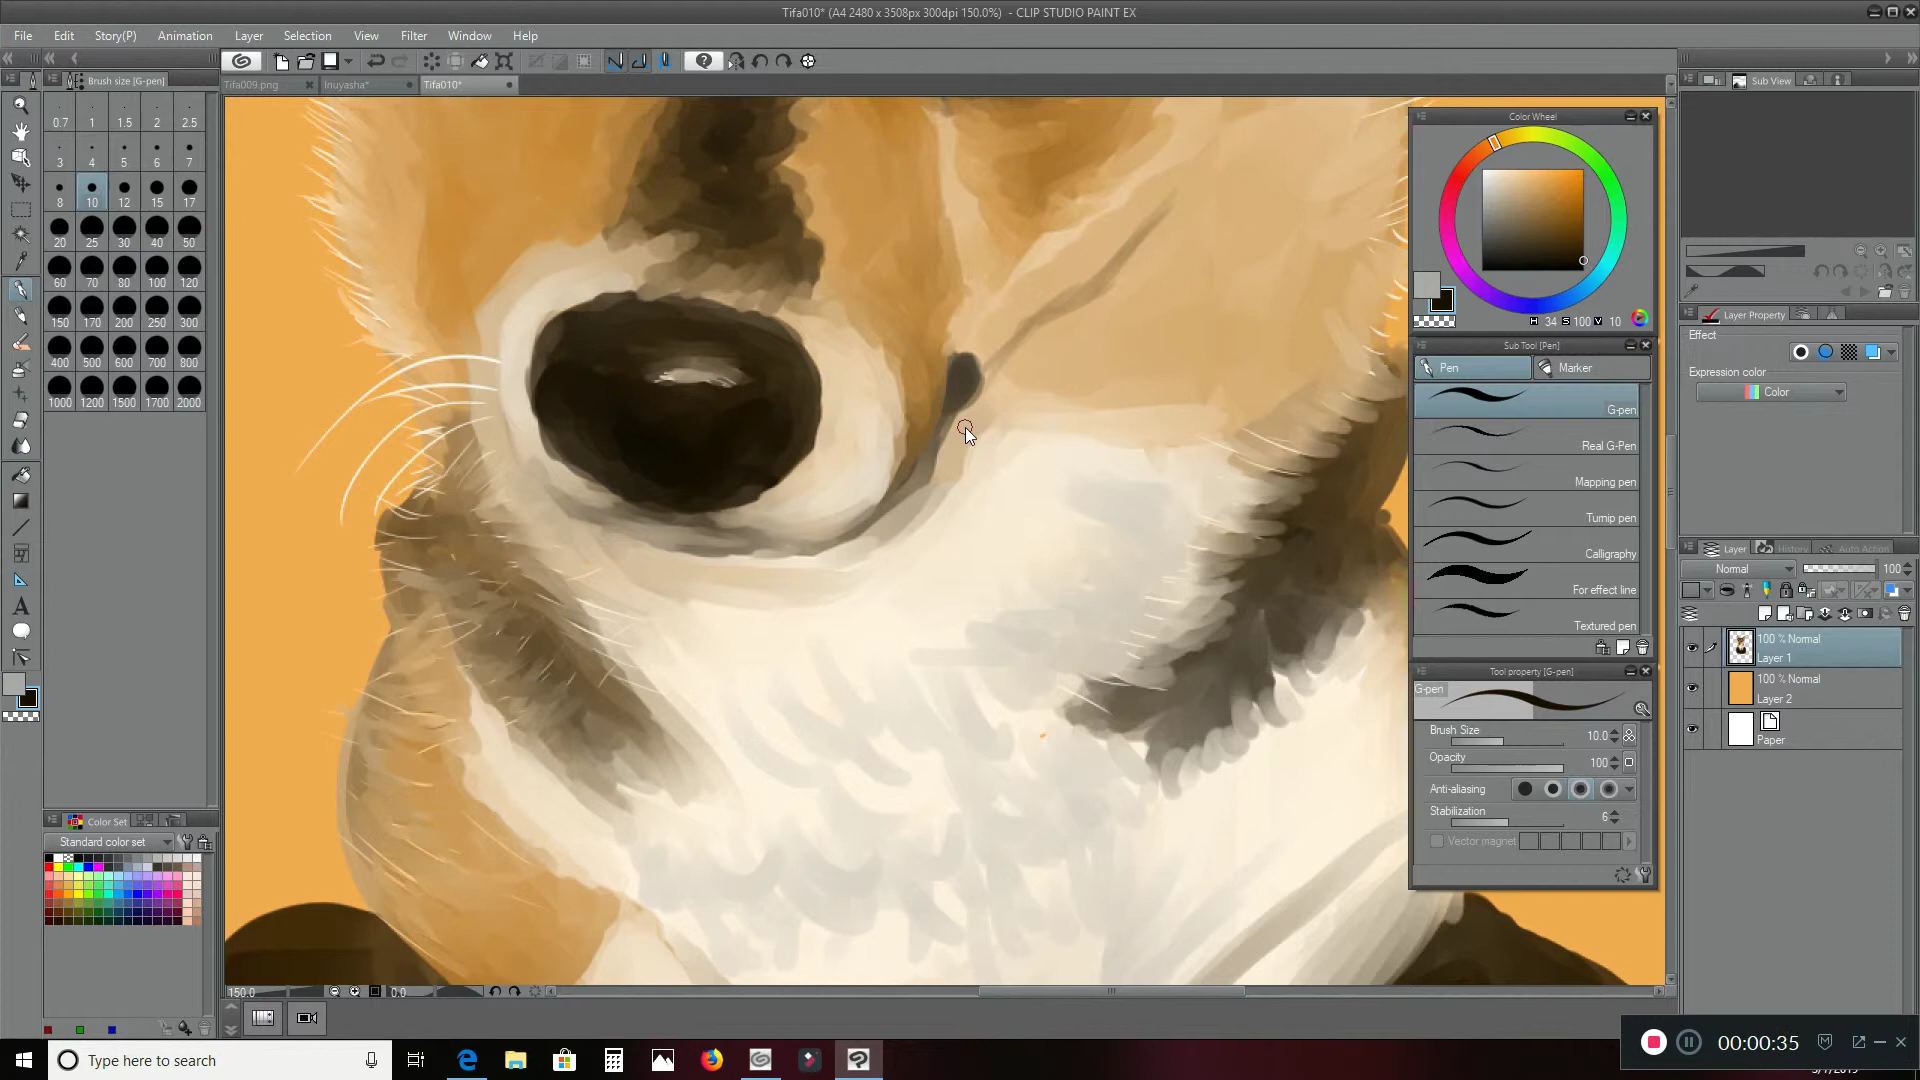 Tifa010* (A4 2480 x 3508px 300dpi 150.0%) - CLIP STUDIO PAINT EX
File Edit Story(P) Animation Layer Selection View Filter Window Help
Brush size [G-pen]
Tifa009.png Inuyasha* Tifa010*
0.7 1 1.5 2 2.5
3 4 5 6 7
8 10 12 15 17
20 25 30 40 50
60 70 80 100 120
150 170 200 250 300
400 500 600 700 800
1000 1200 1500 1700 2000
Color Set
Standard color set
150.0
0.0
Color Wheel
H 34 S 100 V 10
Sub Tool [Pen]
Pen Marker
G-pen
Real G-Pen
Mapping pen
Turnip pen
Calligraphy
For effect line
Textured pen
Tool property [G-pen]
G-pen
Brush Size 10.0
Opacity 100
Anti-aliasing
Stabilization 6
Vector magnet
Sub View
Layer Property
Effect
Expression color
Color
Layer History Auto Action
Normal 100
100 % Normal
Layer 1
100 % Normal
Layer 2
Paper
Type here to search
00:00:35